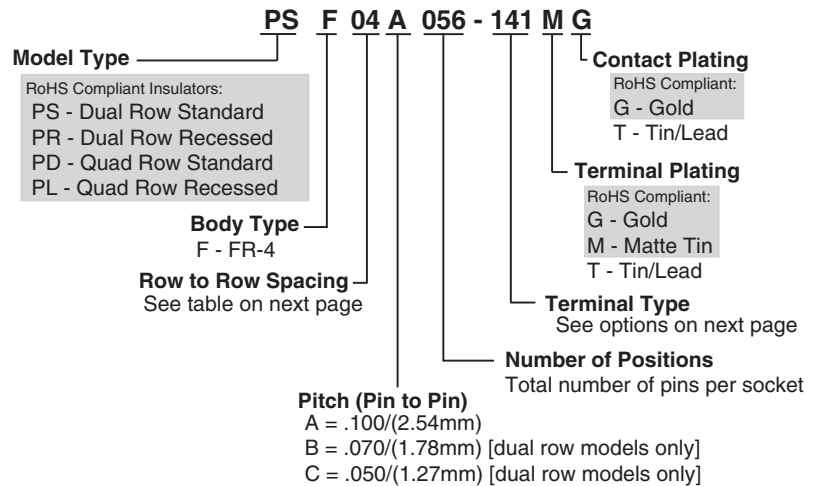 PS F 04 A 056 - 141 M G
Model Type
RoHS Compliant Insulators:
PS - Dual Row Standard
PR - Dual Row Recessed
PD - Quad Row Standard
PL - Quad Row Recessed
Body Type
F - FR-4
Row to Row Spacing
See table on next page
Pitch (Pin to Pin)
A = .100/(2.54mm)
B = .070/(1.78mm) [dual row models only]
C = .050/(1.27mm) [dual row models only]
Contact Plating
RoHS Compliant:
G - Gold
T - Tin/Lead
Terminal Plating
RoHS Compliant:
G - Gold
M - Matte Tin
T - Tin/Lead
Terminal Type
See options on next page
Number of Positions
Total number of pins per socket